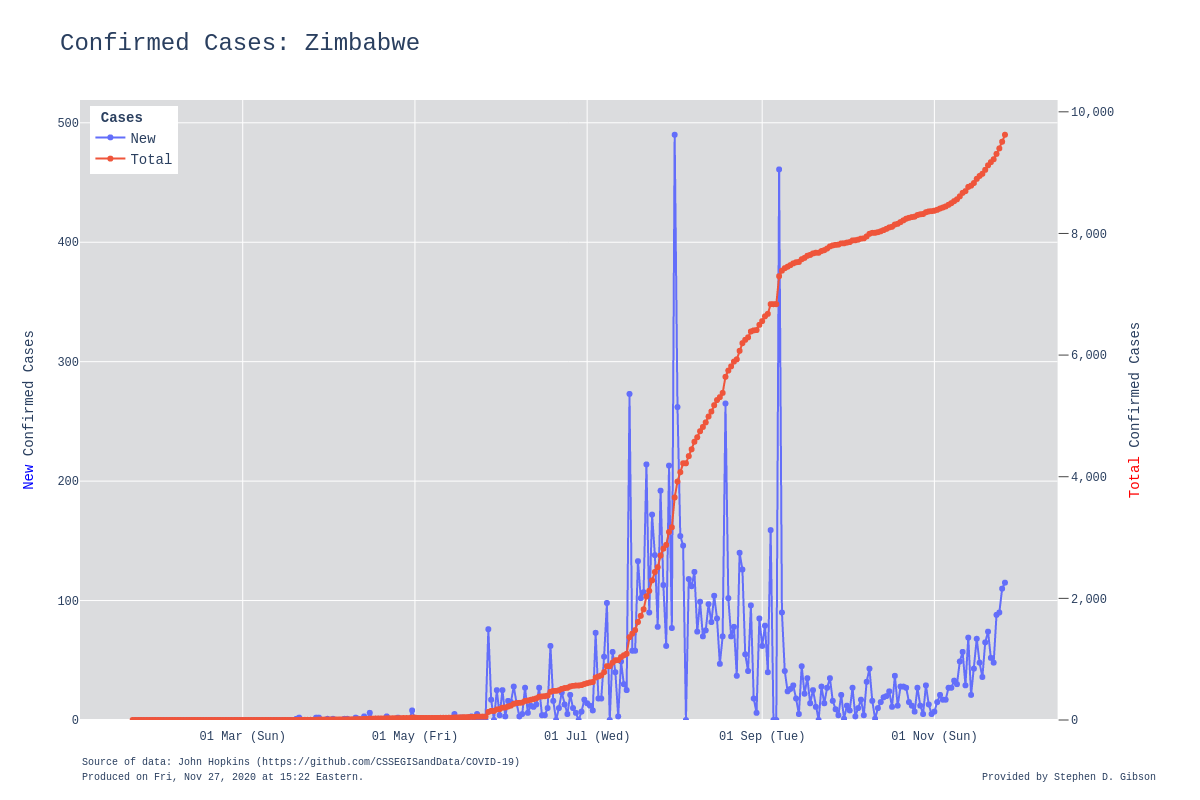 Confirmed Cases: Zimbabwe
Cases
New
Total
500
400
300
200
100
0
New Confirmed Cases
10,000
8,000
6,000
4,000
2,000
0
Total Confirmed Cases
01 Mar (Sun)
01 May (Fri)
01 Jul (Wed)
01 Sep (Tue)
01 Nov (Sun)
Source of data: John Hopkins (https://github.com/CSSEGISandData/COVID-19)
Produced on Fri, Nov 27, 2020 at 15:22 Eastern.
Provided by Stephen D. Gibson